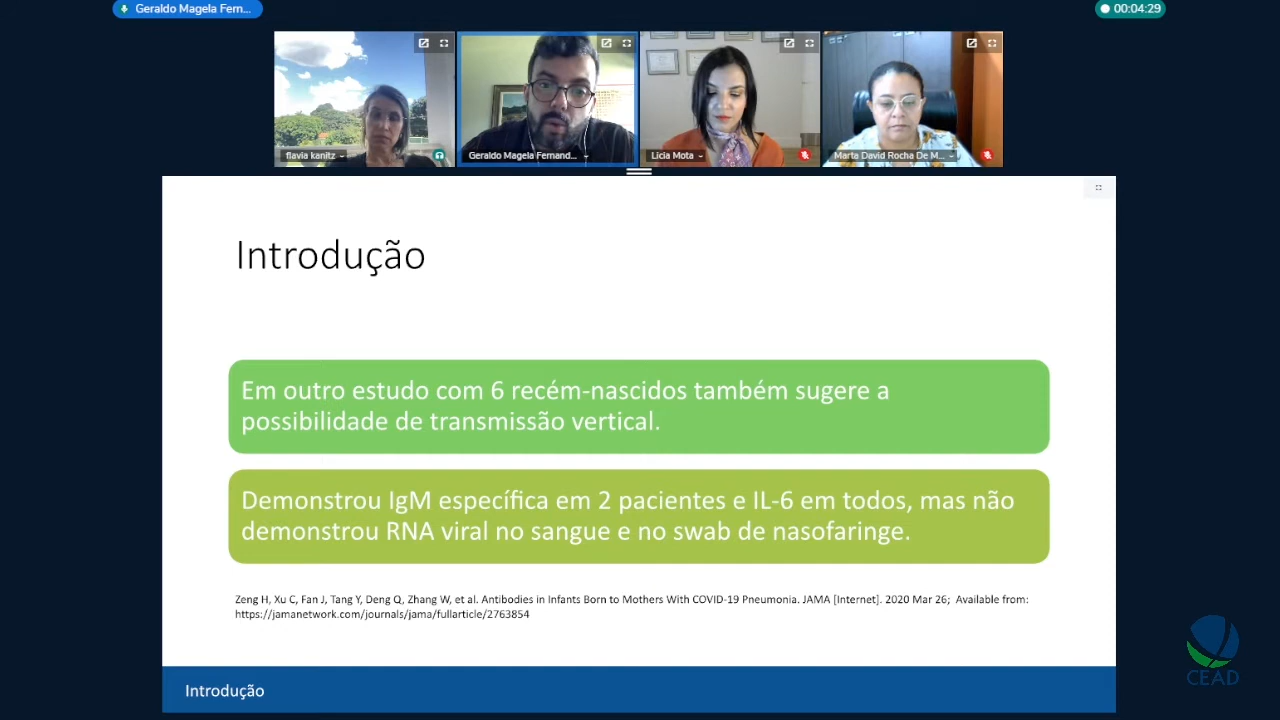 Geraldo Magela Fern...
00:04:29
flavia kanitz
Geraldo Magela Fernand...
Lícia Mota
Marta David Rocha De M...
Introdução
Em outro estudo com 6 recém-nascidos também sugere a
possibilidade de transmissão vertical.
Demonstrou IgM específica em 2 pacientes e IL-6 em todos, mas não
demonstrou RNA viral no sangue e no swab de nasofaringe.
Zeng H, Xu C, Fan J, Tang Y, Deng Q, Zhang W, et al. Antibodies in Infants Born to Mothers With COVID-19 Pneumonia. JAMA [Internet]. 2020 Mar 26; Available from:
https://jamanetwork.com/journals/jama/fullarticle/2763854
CEAD
Introdução